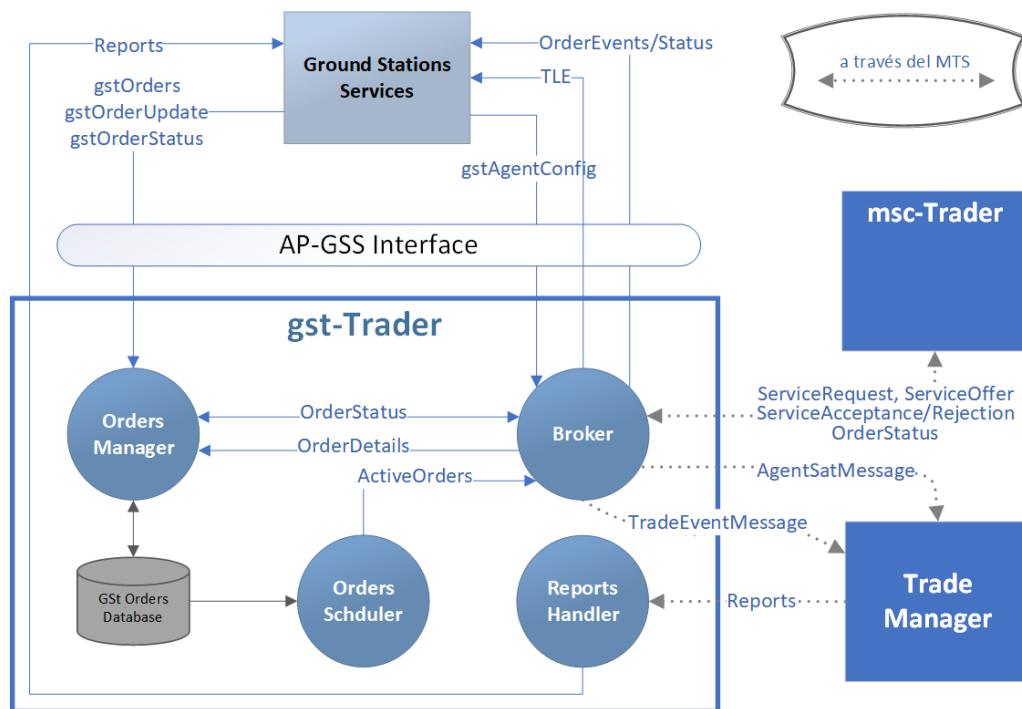 Reports
Ground Stations
Services
OrderEvents/Status
TLE
a través del MTS
gstOrders
gstOrderUpdate
gstOrderStatus
gstAgentConfig
AP-GSS Interface
msc-Trader
gst-Trader
Orders
Manager
OrderStatus
OrderDetails
ActiveOrders
Broker
ServiceRequest, ServiceOffer
ServiceAcceptance/Rejection
OrderStatus
AgentSatMessage
TradeEventMessage
GSt Orders
Database
Orders
Schduler
Reports
Handler
Reports
Trade
Manager